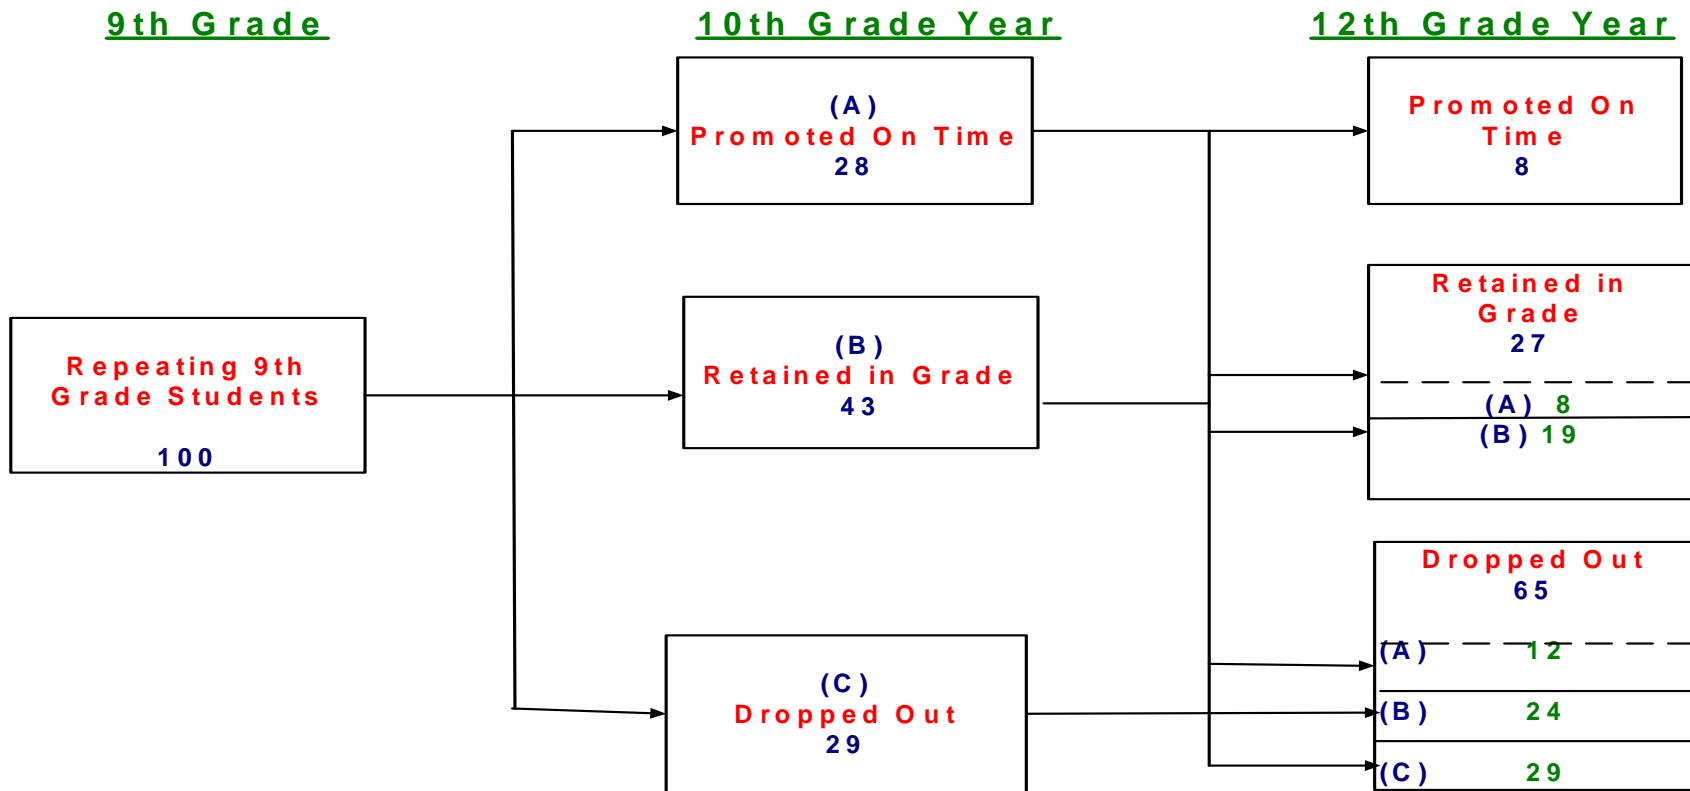 9th Grade
10th Grade Year
12th Grade Year
(A)
Promoted On Time
28
Promoted On
Time
8
Repeating 9th
Grade Students
100
(B)
Retained in Grade
43
Retained in
Grade
27
(A) 8
(B) 19
(C)
Dropped Out
29
Dropped Out
65
(A) 12
(B) 24
(C) 29